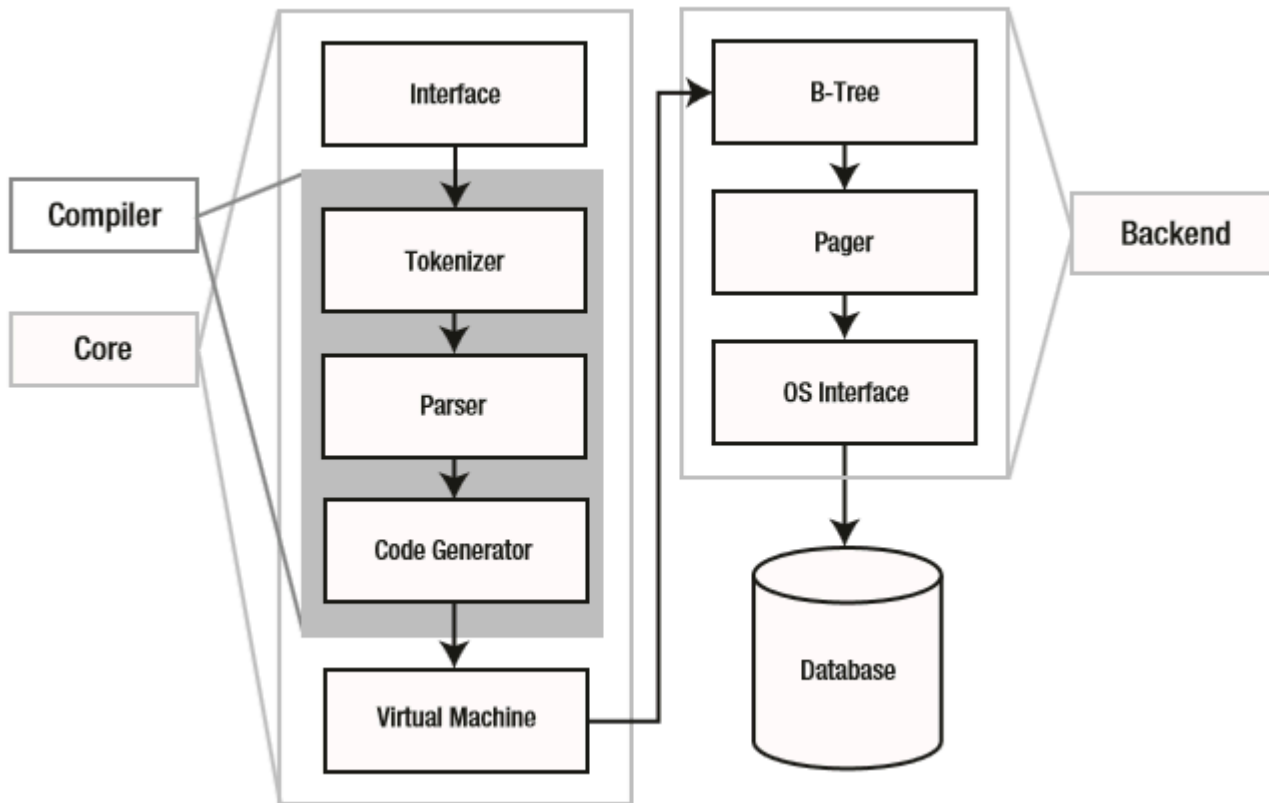 Compiler
Core
Interface
Tokenizer
Parser
Code Generator
Virtual Machine
B-Tree
Pager
OS Interface
Database
Backend